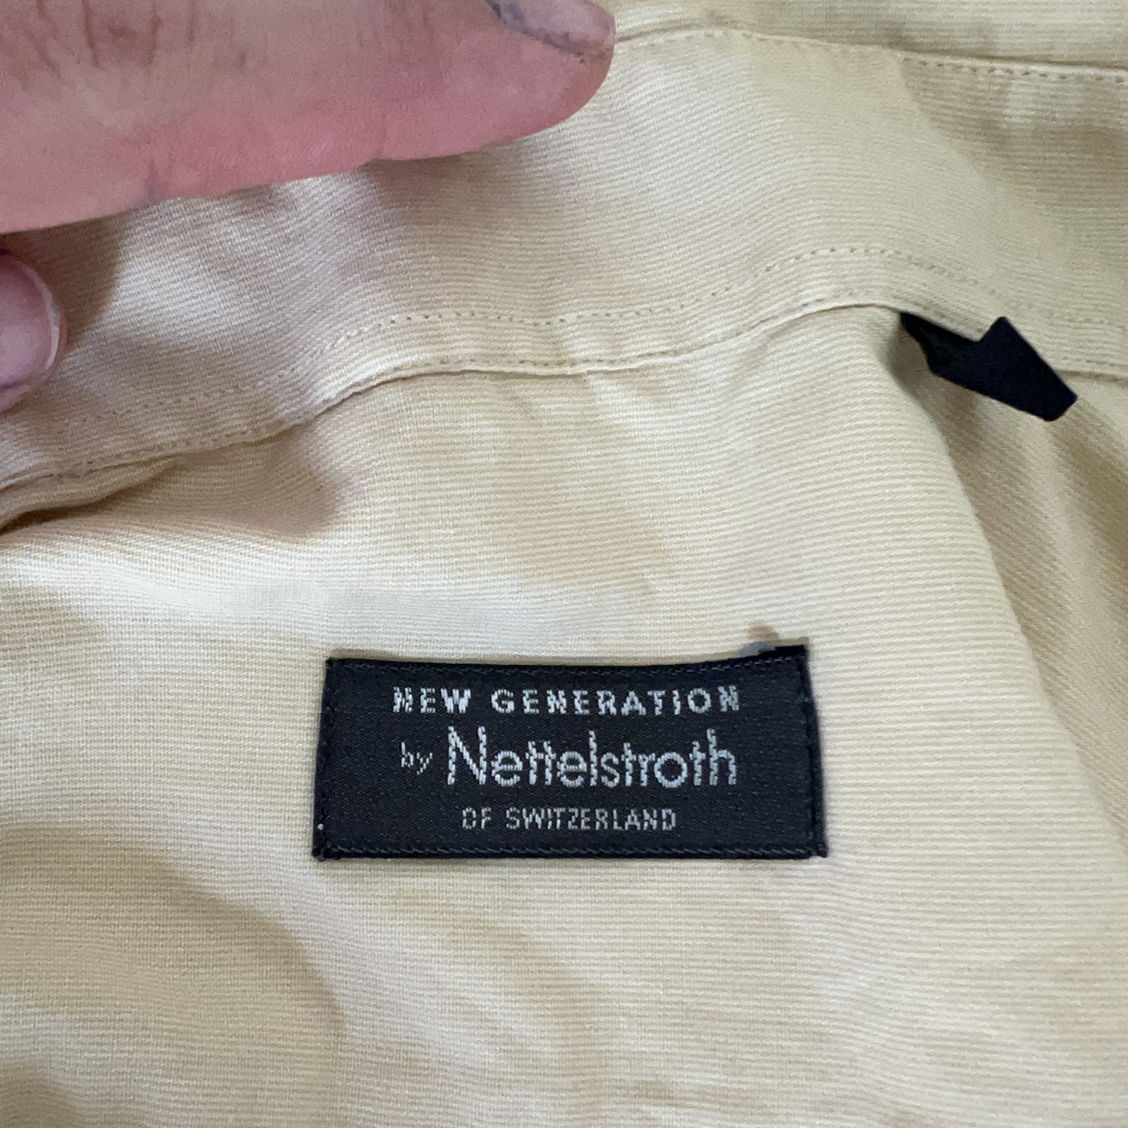 NEW GENERATION
by Nettelstroth
OF SWITZERLAND